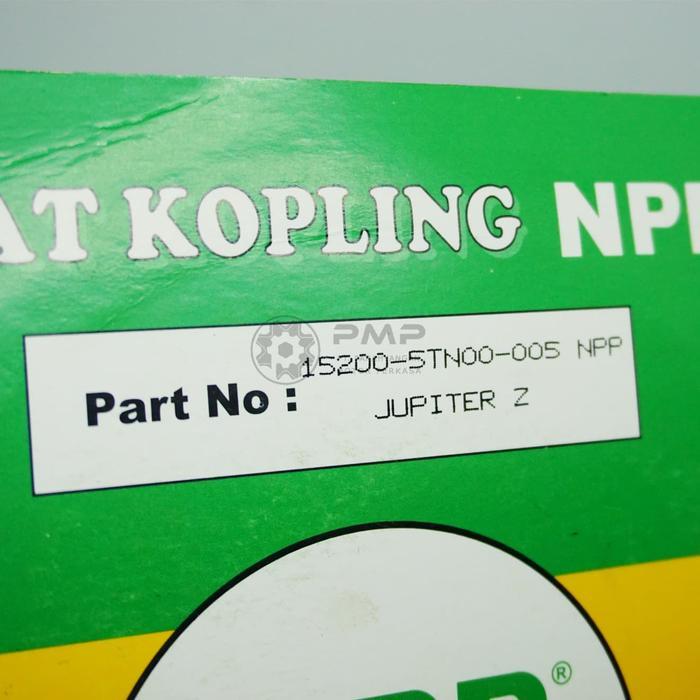 AT KOPLING NPP
PMP
15200-5TN00-005 NPP
Part No :
JUPITER Z
®